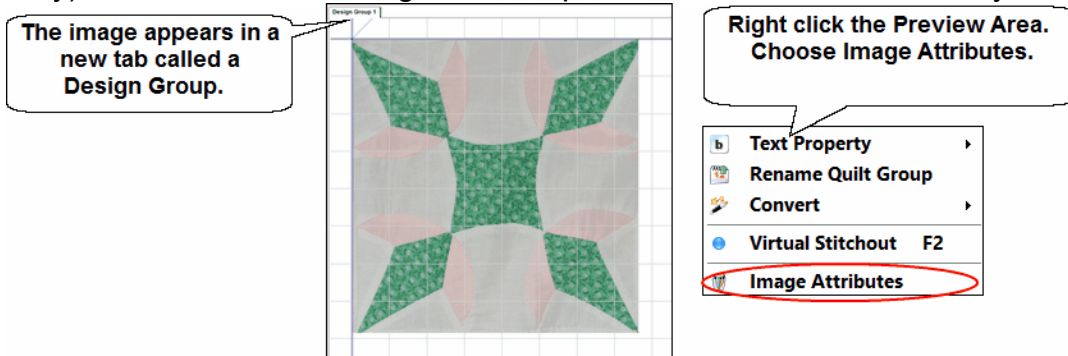 The image appears in a
new tab called a
Design Group.
Design Group 1
Right click the Preview Area.
Choose Image Attributes.
Text Property
Rename Quilt Group
Convert
Virtual Stitchout F2
Image Attributes